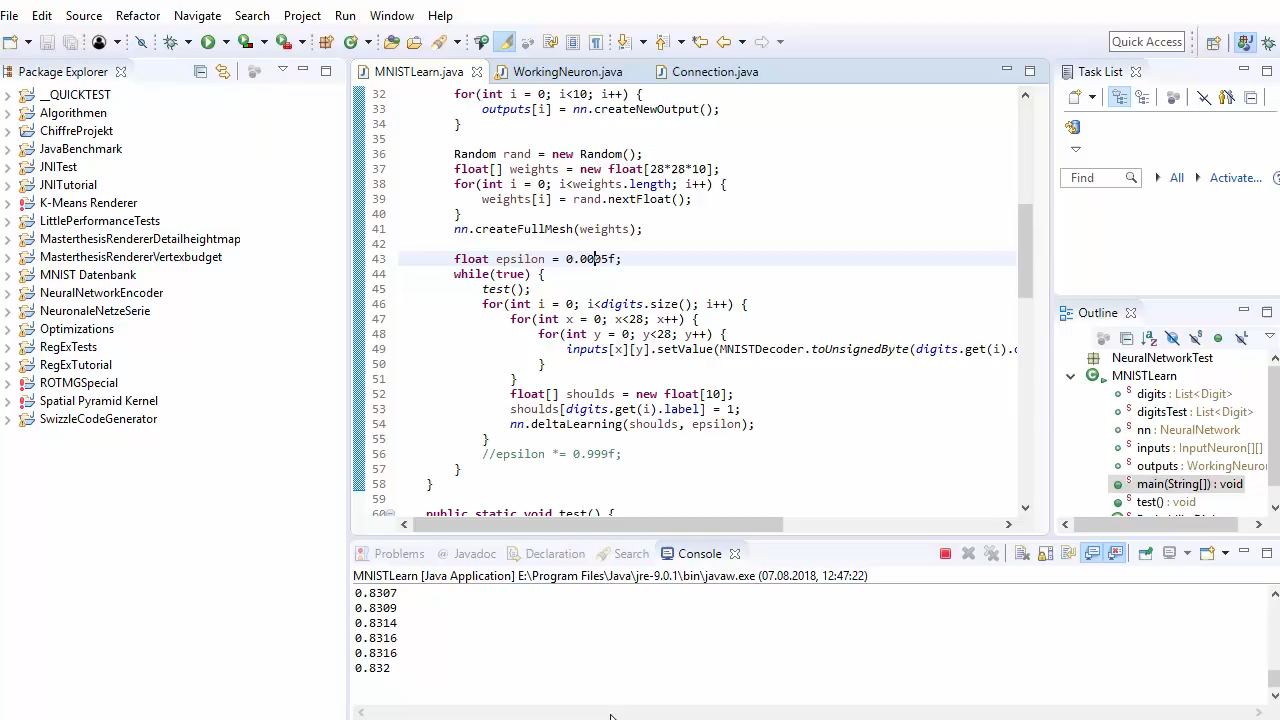 File Edit Source Refactor Navigate Search Project Run Window Help
Quick Access
Package Explorer
__QUICKTEST
Algorithmen
ChiffreProjekt
JavaBenchmark
JNITest
JNITutorial
K-Means Renderer
LittlePerformanceTests
MasterthesisRendererDetailheightmap
MasterthesisRendererVertexbudget
MNIST Datenbank
NeuralNetworkEncoder
NeuronaleNetzeSerie
Optimizations
RegExTests
RegExTutorial
ROTMGSpecial
Spatial Pyramid Kernel
SwizzleCodeGenerator
MNISTLearn.java WorkingNeuron.java Connection.java
32 for(int i = 0; i<10; i++) {
33 outputs[i] = nn.createNewOutput();
34 }
35
36 Random rand = new Random();
37 float[] weights = new float[28*28*10];
38 for(int i = 0; i<weights.length; i++) {
39 weights[i] = rand.nextFloat();
40 }
41 nn.createFullMesh(weights);
42
43 float epsilon = 0.0005f;
44 while(true) {
45 test();
46 for(int i = 0; i<digits.size(); i++) {
47 for(int x = 0; x<28; x++) {
48 for(int y = 0; y<28; y++) {
49 inputs[x][y].setValue(MNISTDecoder.toUnsignedByte(digits.get(i).
50 }
51 }
52 float[] shoulds = new float[10];
53 shoulds[digits.get(i).label] = 1;
54 nn.deltaLearning(shoulds, epsilon);
55 }
56 //epsilon *= 0.999f;
57 }
58 }
59
60 public static void test() {
Task List
Find All Activate...
Outline
NeuralNetworkTest
MNISTLearn
digits : List<Digit>
digitsTest : List<Digit>
nn : NeuralNetwork
inputs : InputNeuron[][]
outputs : WorkingNeuro
main(String[]) : void
test() : void
Problems Javadoc Declaration Search Console
MNISTLearn [Java Application] E:\Program Files\Java\jre-9.0.1\bin\javaw.exe (07.08.2018, 12:47:22)
0.8307
0.8309
0.8314
0.8316
0.8316
0.832